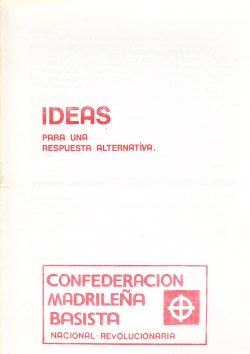 IDEAS
PARA UNA
RESPUESTA ALTERNATIVA.
CONFEDERACION
MADRILEÑA
BASISTA
NACIONAL-REVOLUCIONARIA